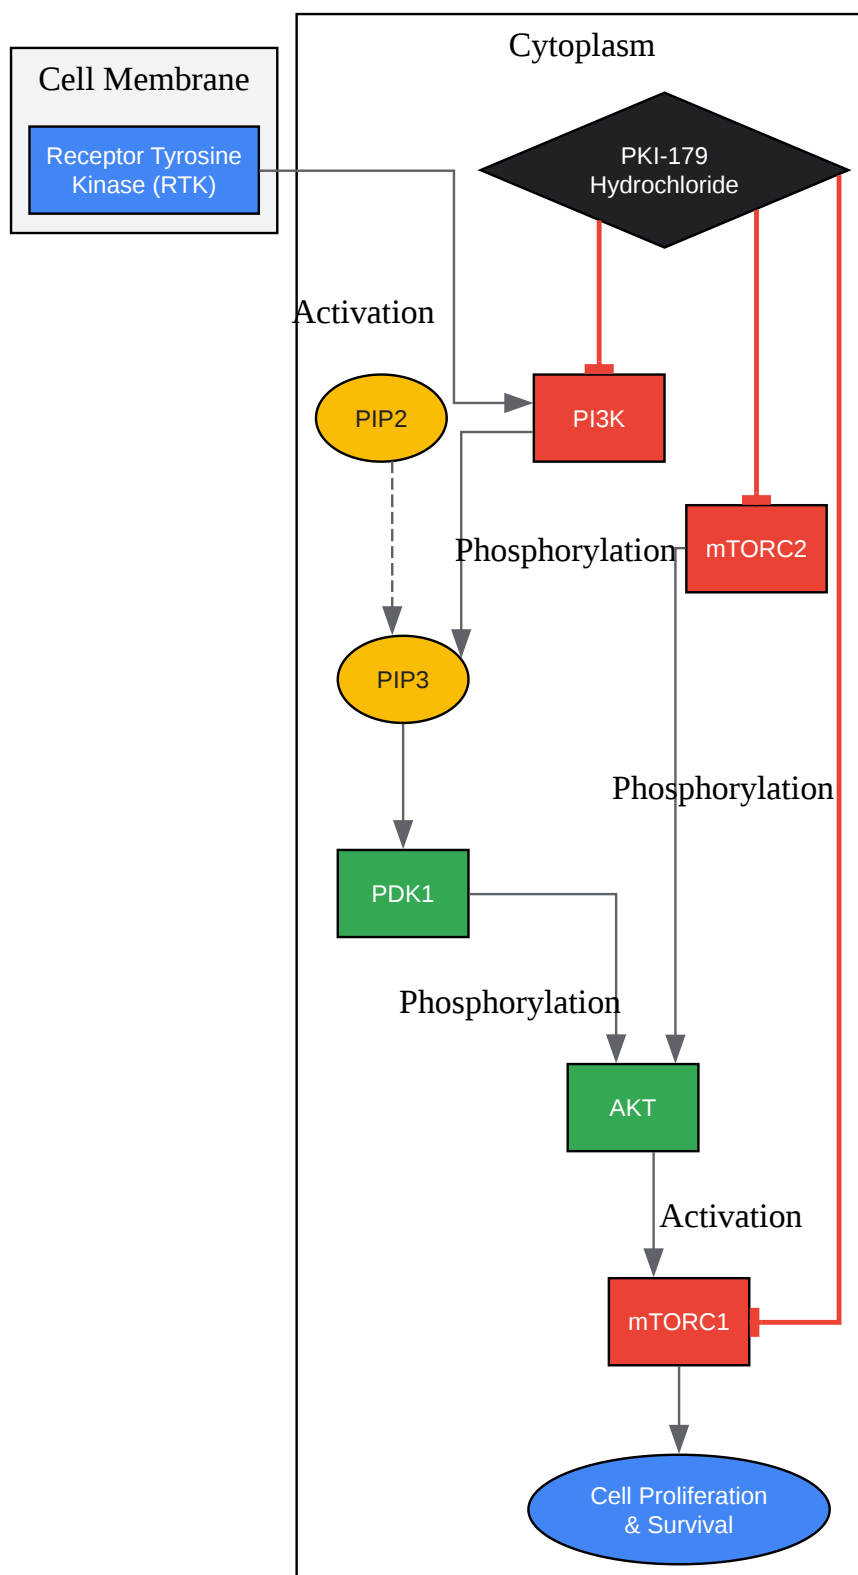 Cytoplasm
Cell Membrane
Receptor Tyrosine
Kinase (RTK)
PKI-179
Hydrochloride
Activation
PIP2
PI3K
Phosphorylation
mTORC2
PIP3
Phosphorylation
PDK1
Phosphorylation
AKT
Activation
mTORC1
Cell Proliferation
& Survival